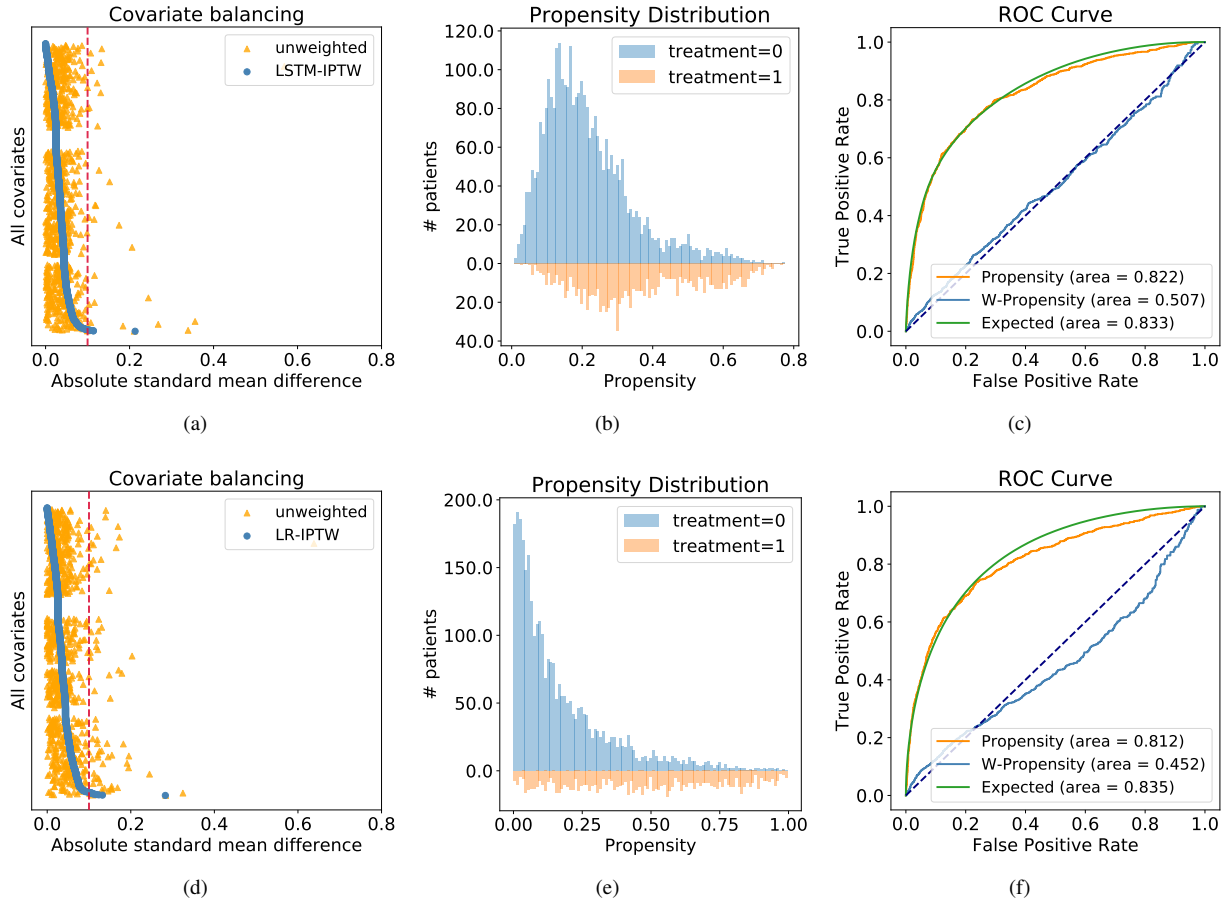 Covariate balancing
unweighted
LSTM-IPTW
All covariates
0.0 0.2 0.4 0.6 0.8
Absolute standard mean difference
(a)
Propensity Distribution
treatment=0
treatment=1
# patients
120.0
100.0
80.0
60.0
40.0
20.0
0.0
20.0
40.0
0.0 0.2 0.4 0.6 0.8
Propensity
(b)
ROC Curve
True Positive Rate
1.0
0.8
0.6
0.4
0.2
0.0
Propensity (area = 0.822)
W-Propensity (area = 0.507)
Expected (area = 0.833)
0.0 0.2 0.4 0.6 0.8 1.0
False Positive Rate
(c)
Covariate balancing
unweighted
LR-IPTW
All covariates
0.0 0.2 0.4 0.6 0.8
Absolute standard mean difference
(d)
Propensity Distribution
treatment=0
treatment=1
# patients
200.0
150.0
100.0
50.0
0.0
0.00 0.25 0.50 0.75 1.00
Propensity
(e)
ROC Curve
True Positive Rate
1.0
0.8
0.6
0.4
0.2
0.0
Propensity (area = 0.812)
W-Propensity (area = 0.452)
Expected (area = 0.835)
0.0 0.2 0.4 0.6 0.8 1.0
False Positive Rate
(f)